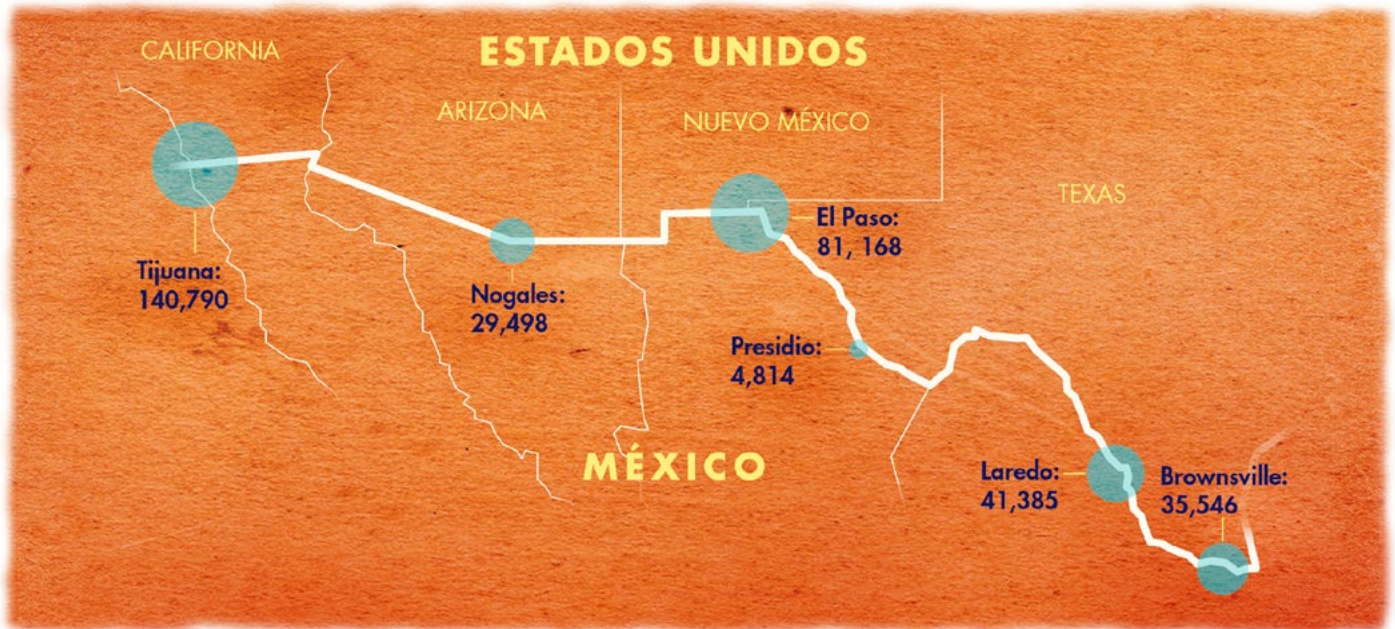 CALIFORNIA
ESTADOS UNIDOS
ARIZONA
NUEVO MÉXICO
TEXAS
El Paso:
81, 168
Tijuana:
140,790
Nogales:
29,498
Presidio:
4,814
MÉXICO
Laredo:
41,385
Brownsville:
35,546